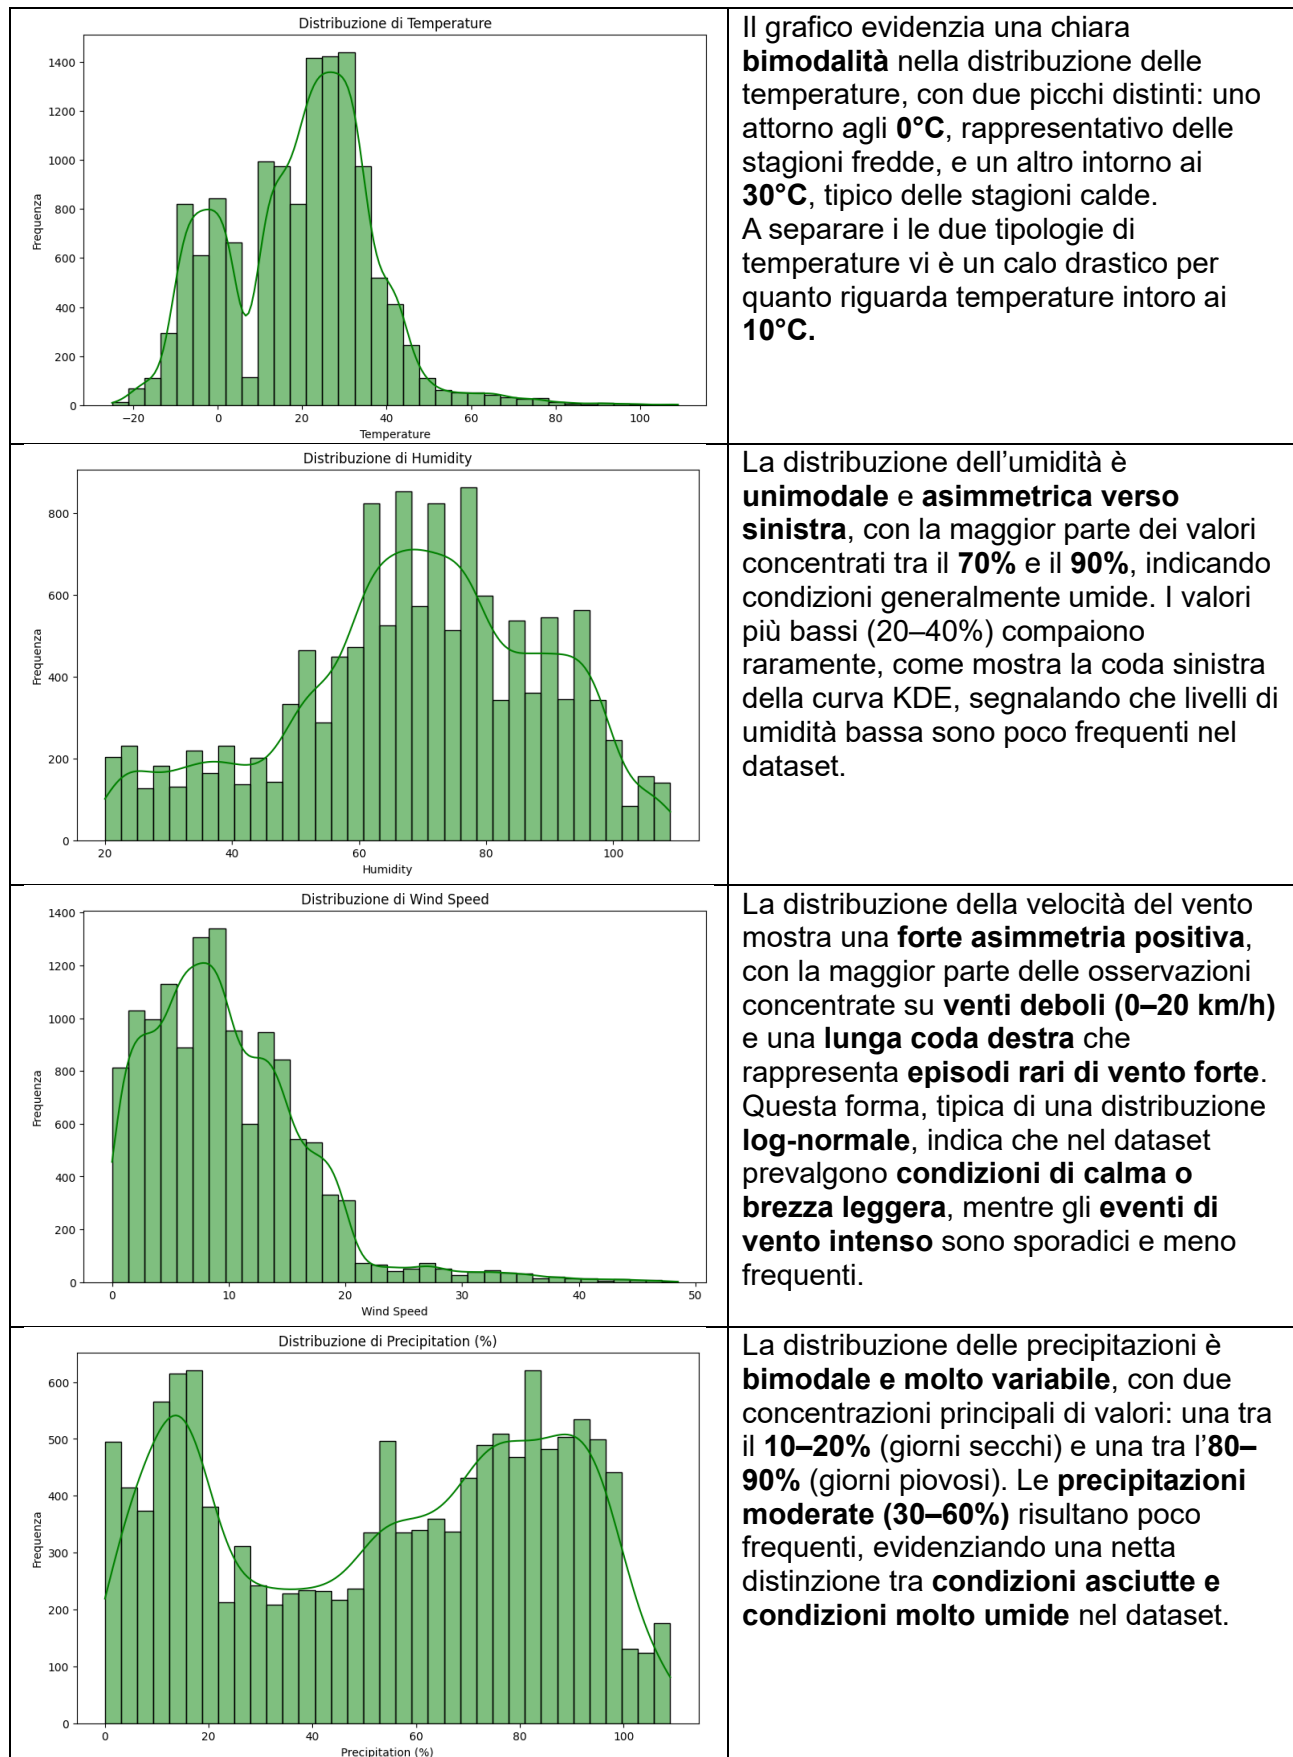 Distribuzione di Temperature
1400
1200
1000
800
600
400
200
0
Frequenza
−20
0
20
40
60
80
100
Temperature
Il grafico evidenzia una chiara
bimodalità nella distribuzione delle
temperature, con due picchi distinti: uno
attorno agli 0°C, rappresentativo delle
stagioni fredde, e un altro intorno ai
30°C, tipico delle stagioni calde.
A separare i le due tipologie di
temperature vi è un calo drastico per
quanto riguarda temperature intoro ai
10°C.
Distribuzione di Humidity
800
600
400
200
0
Frequenza
20
40
60
80
100
Humidity
La distribuzione dell’umidità è
unimodale e asimmetrica verso
sinistra, con la maggior parte dei valori
concentrati tra il 70% e il 90%, indicando
condizioni generalmente umide. I valori
più bassi (20–40%) compaiono
raramente, come mostra la coda sinistra
della curva KDE, segnalando che livelli di
umidità bassa sono poco frequenti nel
dataset.
Distribuzione di Wind Speed
1400
1200
1000
800
600
400
200
0
Frequenza
0
10
20
30
40
50
Wind Speed
La distribuzione della velocità del vento
mostra una forte asimmetria positiva,
con la maggior parte delle osservazioni
concentrate su venti deboli (0–20 km/h)
e una lunga coda destra che
rappresenta episodi rari di vento forte.
Questa forma, tipica di una distribuzione
log-normale, indica che nel dataset
prevalgono condizioni di calma o
brezza leggera, mentre gli eventi di
vento intenso sono sporadici e meno
frequenti.
Distribuzione di Precipitation (%)
600
500
400
300
200
100
0
Frequenza
0
20
40
60
80
100
Precipitation (%)
La distribuzione delle precipitazioni è
bimodale e molto variabile, con due
concentrazioni principali di valori: una tra
il 10–20% (giorni secchi) e una tra l’80–
90% (giorni piovosi). Le precipitazioni
moderate (30–60%) risultano poco
frequenti, evidenziando una netta
distinzione tra condizioni asciutte e
condizioni molto umide nel dataset.